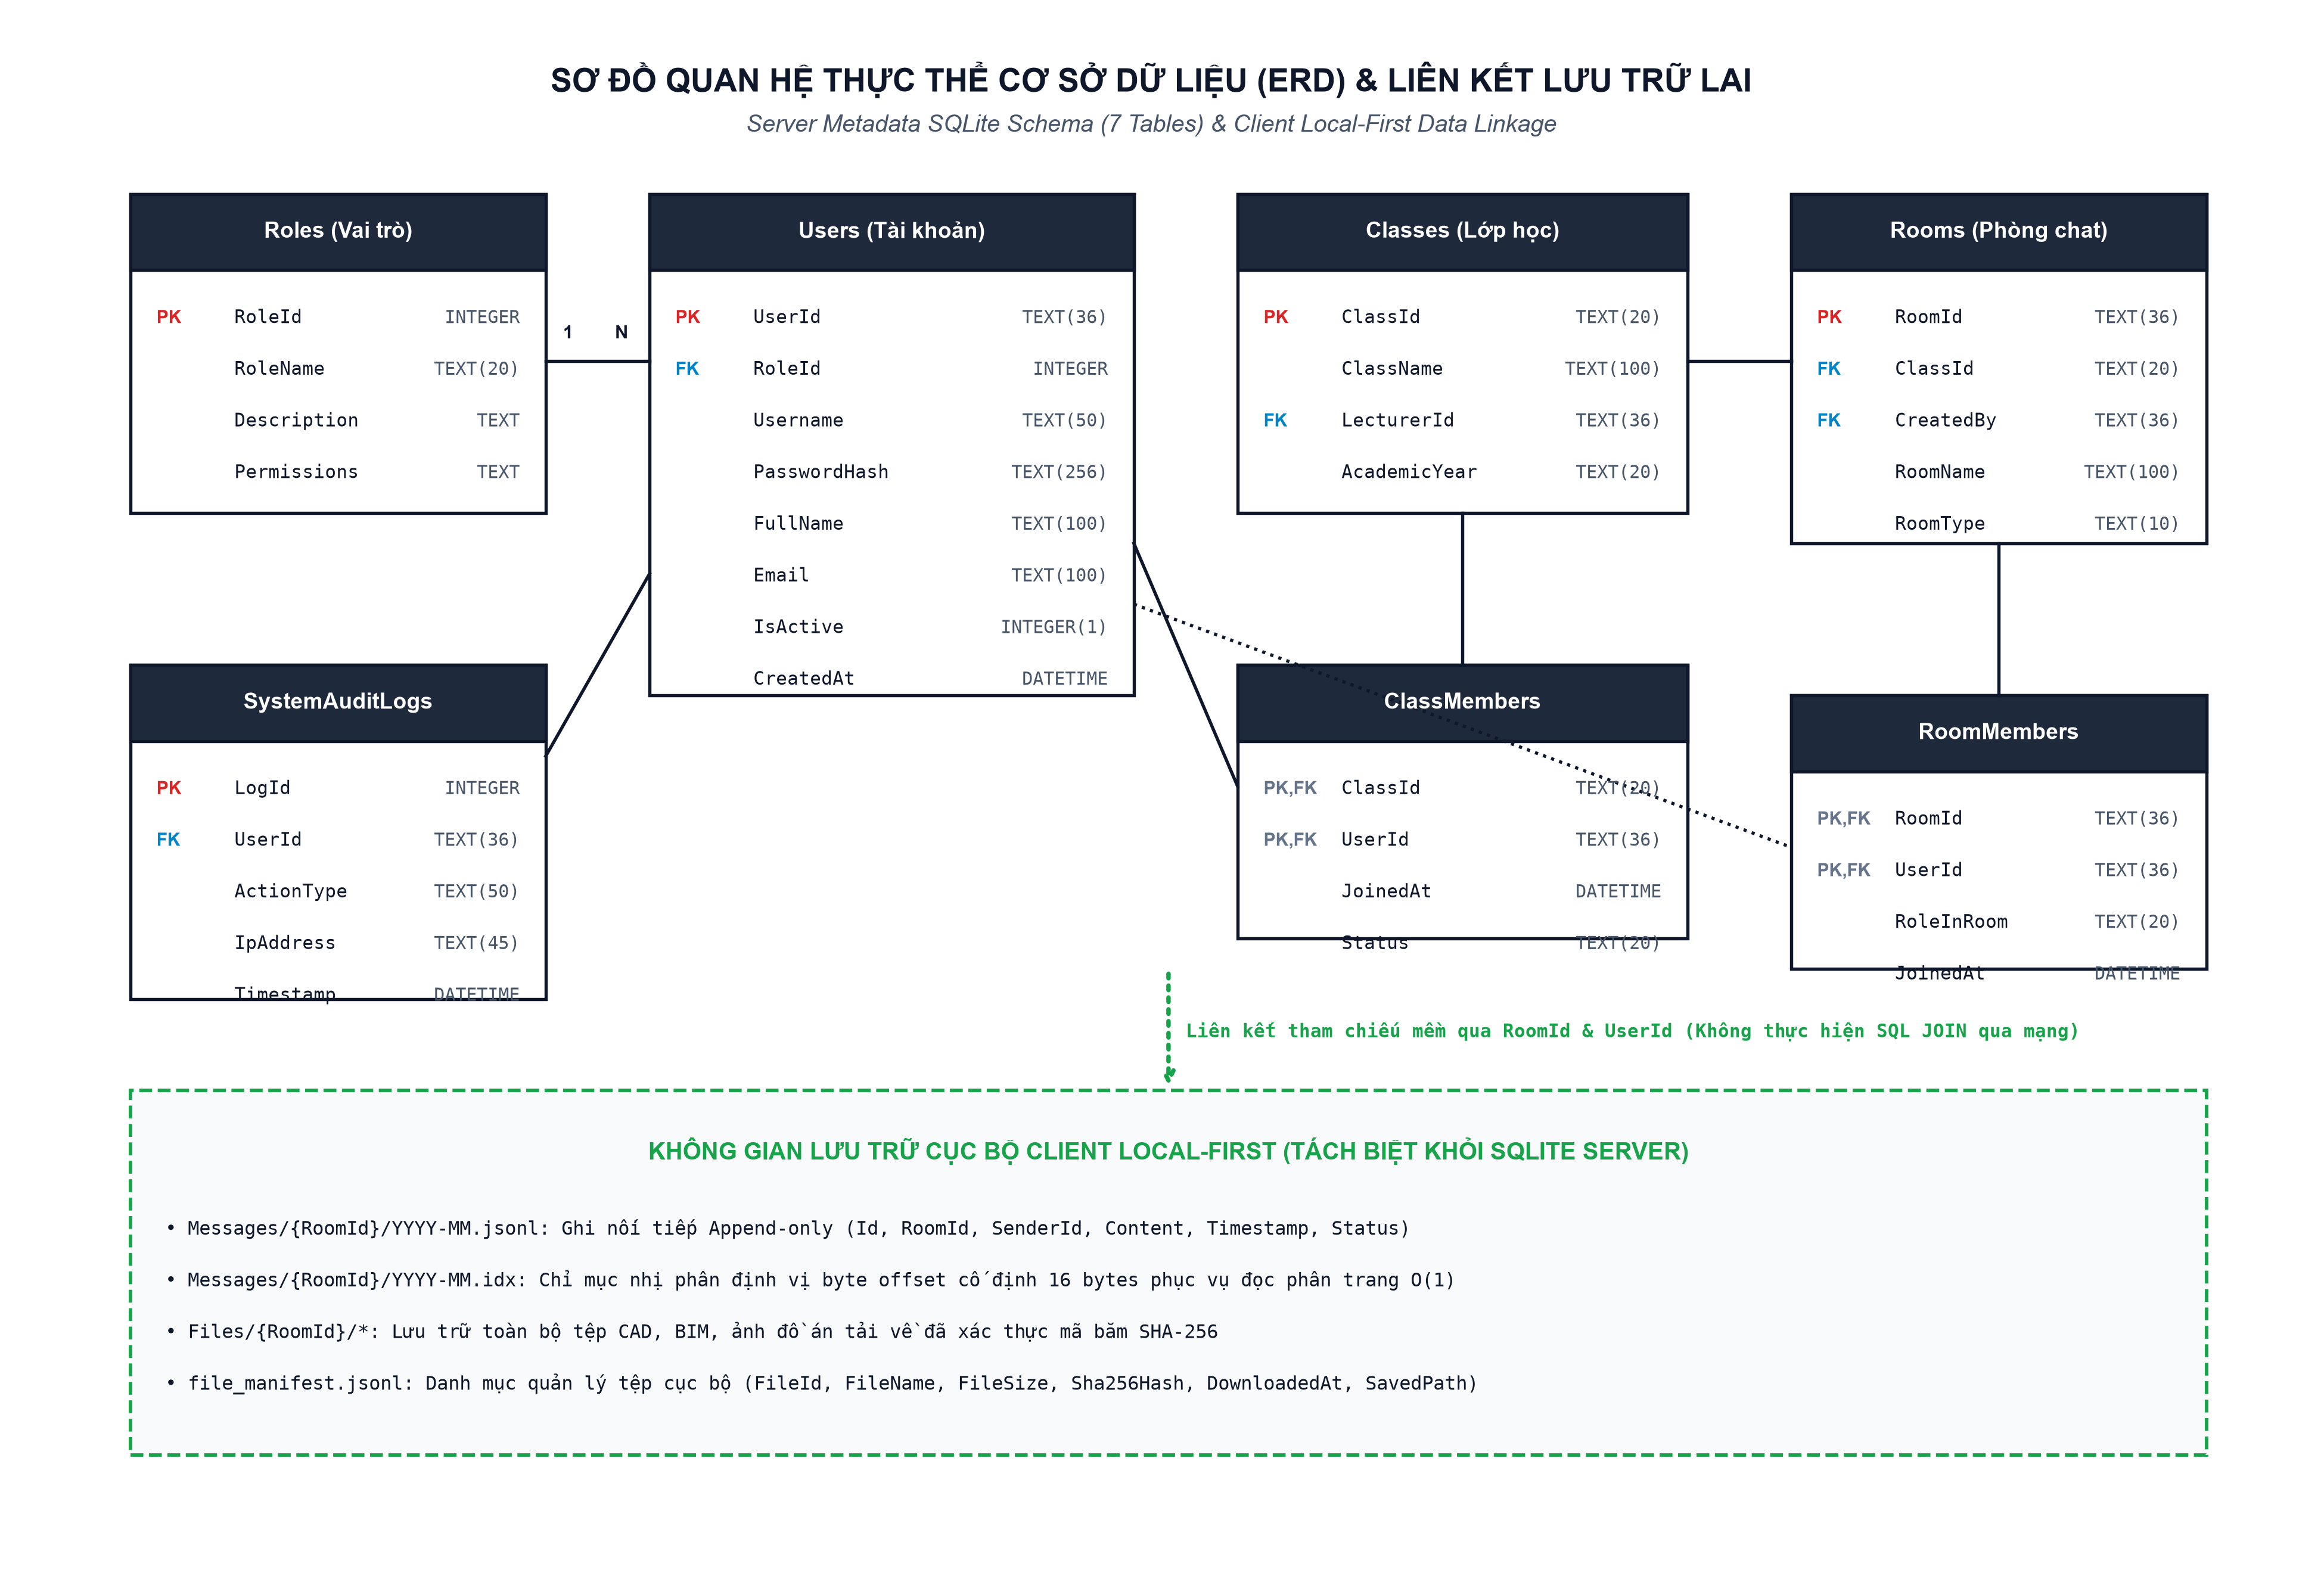 SƠ ĐỒ QUAN HỆ THỰC THỂ CƠ SỞ DỮ LIỆU (ERD) & LIÊN KẾT LƯU TRỮ LAI
Server Metadata SQLite Schema (7 Tables) & Client Local-First Data Linkage
Roles (Vai trò)
PK RoleId INTEGER
RoleName TEXT(20)
Description TEXT
Permissions TEXT
1 N
Users (Tài khoản)
PK UserId TEXT(36)
FK RoleId INTEGER
Username TEXT(50)
PasswordHash TEXT(256)
FullName TEXT(100)
Email TEXT(100)
IsActive INTEGER(1)
CreatedAt DATETIME
Classes (Lớp học)
PK ClassId TEXT(20)
ClassName TEXT(100)
FK LecturerId TEXT(36)
AcademicYear TEXT(20)
Rooms (Phòng chat)
PK RoomId TEXT(36)
FK ClassId TEXT(20)
FK CreatedBy TEXT(36)
RoomName TEXT(100)
RoomType TEXT(10)
SystemAuditLogs
PK LogId INTEGER
FK UserId TEXT(36)
ActionType TEXT(50)
IpAddress TEXT(45)
Timestamp DATETIME
ClassMembers
PK,FK ClassId TEXT(20)
PK,FK UserId TEXT(36)
JoinedAt DATETIME
Status TEXT(20)
RoomMembers
PK,FK RoomId TEXT(36)
PK,FK UserId TEXT(36)
RoleInRoom TEXT(20)
JoinedAt DATETIME
Liên kết tham chiếu mềm qua RoomId & UserId (Không thực hiện SQL JOIN qua mạng)
KHÔNG GIAN LƯU TRỮ CỤC BỘ CLIENT LOCAL-FIRST (TÁCH BIỆT KHỎI SQLITE SERVER)
• Messages/{RoomId}/YYYY-MM.jsonl: Ghi nối tiếp Append-only (Id, RoomId, SenderId, Content, Timestamp, Status)
• Messages/{RoomId}/YYYY-MM.idx: Chỉ mục nhị phân định vị byte offset cố định 16 bytes phục vụ đọc phân trang O(1)
• Files/{RoomId}/*: Lưu trữ toàn bộ tệp CAD, BIM, ảnh đồ án tải về đã xác thực mã băm SHA-256
• file_manifest.jsonl: Danh mục quản lý tệp cục bộ (FileId, FileName, FileSize, Sha256Hash, DownloadedAt, SavedPath)